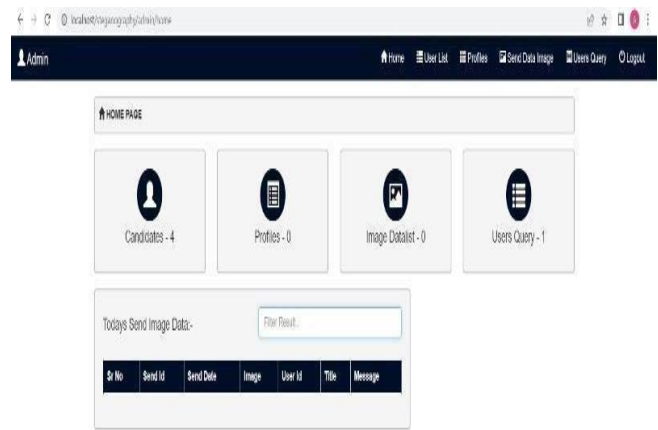 localhost/steganography/admin/home
Admin Home User List Profiles Send Data Image Users Query Logout
HOME PAGE
Candidates - 4 Profiles - 0 Image Datalist - 0 Users Query - 1
Todays Send Image Data:- Filter Result..
Sr No Send Id Send Date Image User Id Title Message